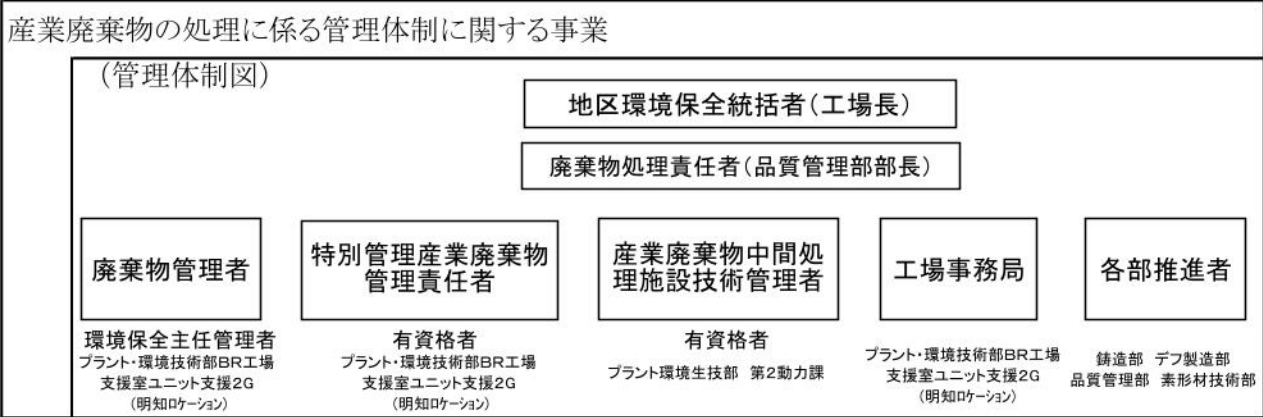 産業廃棄物の処理に係る管理体制に関する事業
（管理体制図）
地区環境保全統括者（工場長）
廃棄物処理責任者（品質管理部部長）
廃棄物管理者
環境保全主任管理者
プラント・環境技術部BR工場
支援室ユニット支援2G
（明知ロケーション）
特別管理産業廃棄物
管理責任者
有資格者
プラント・環境技術部BR工場
支援室ユニット支援2G
（明知ロケーション）
産業廃棄物中間処
理施設技術管理者
有資格者
プラント環境生技部 第2動力課
工場事務局
プラント・環境技術部BR工場
支援室ユニット支援2G
（明知ロケーション）
各部推進者
鋳造部 デフ製造部
品質管理部 素形材技術部